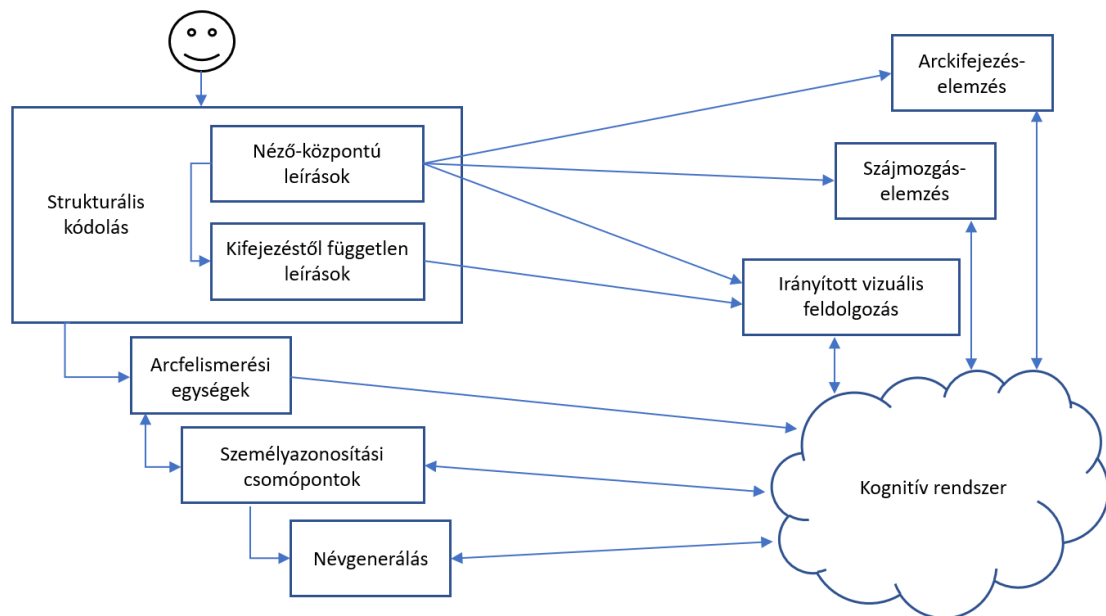 Arckifejezés-
elemzés
Néző-központú
leírások
Szájmozgás-
elemzés
Strukturális
kódolás
Kifejezéstől független
leírások
Irányított vizuális
feldolgozás
Arcfelismerési
egységek
Személyazonosítási
csomópontok
Kognitív rendszer
Névgenerálás